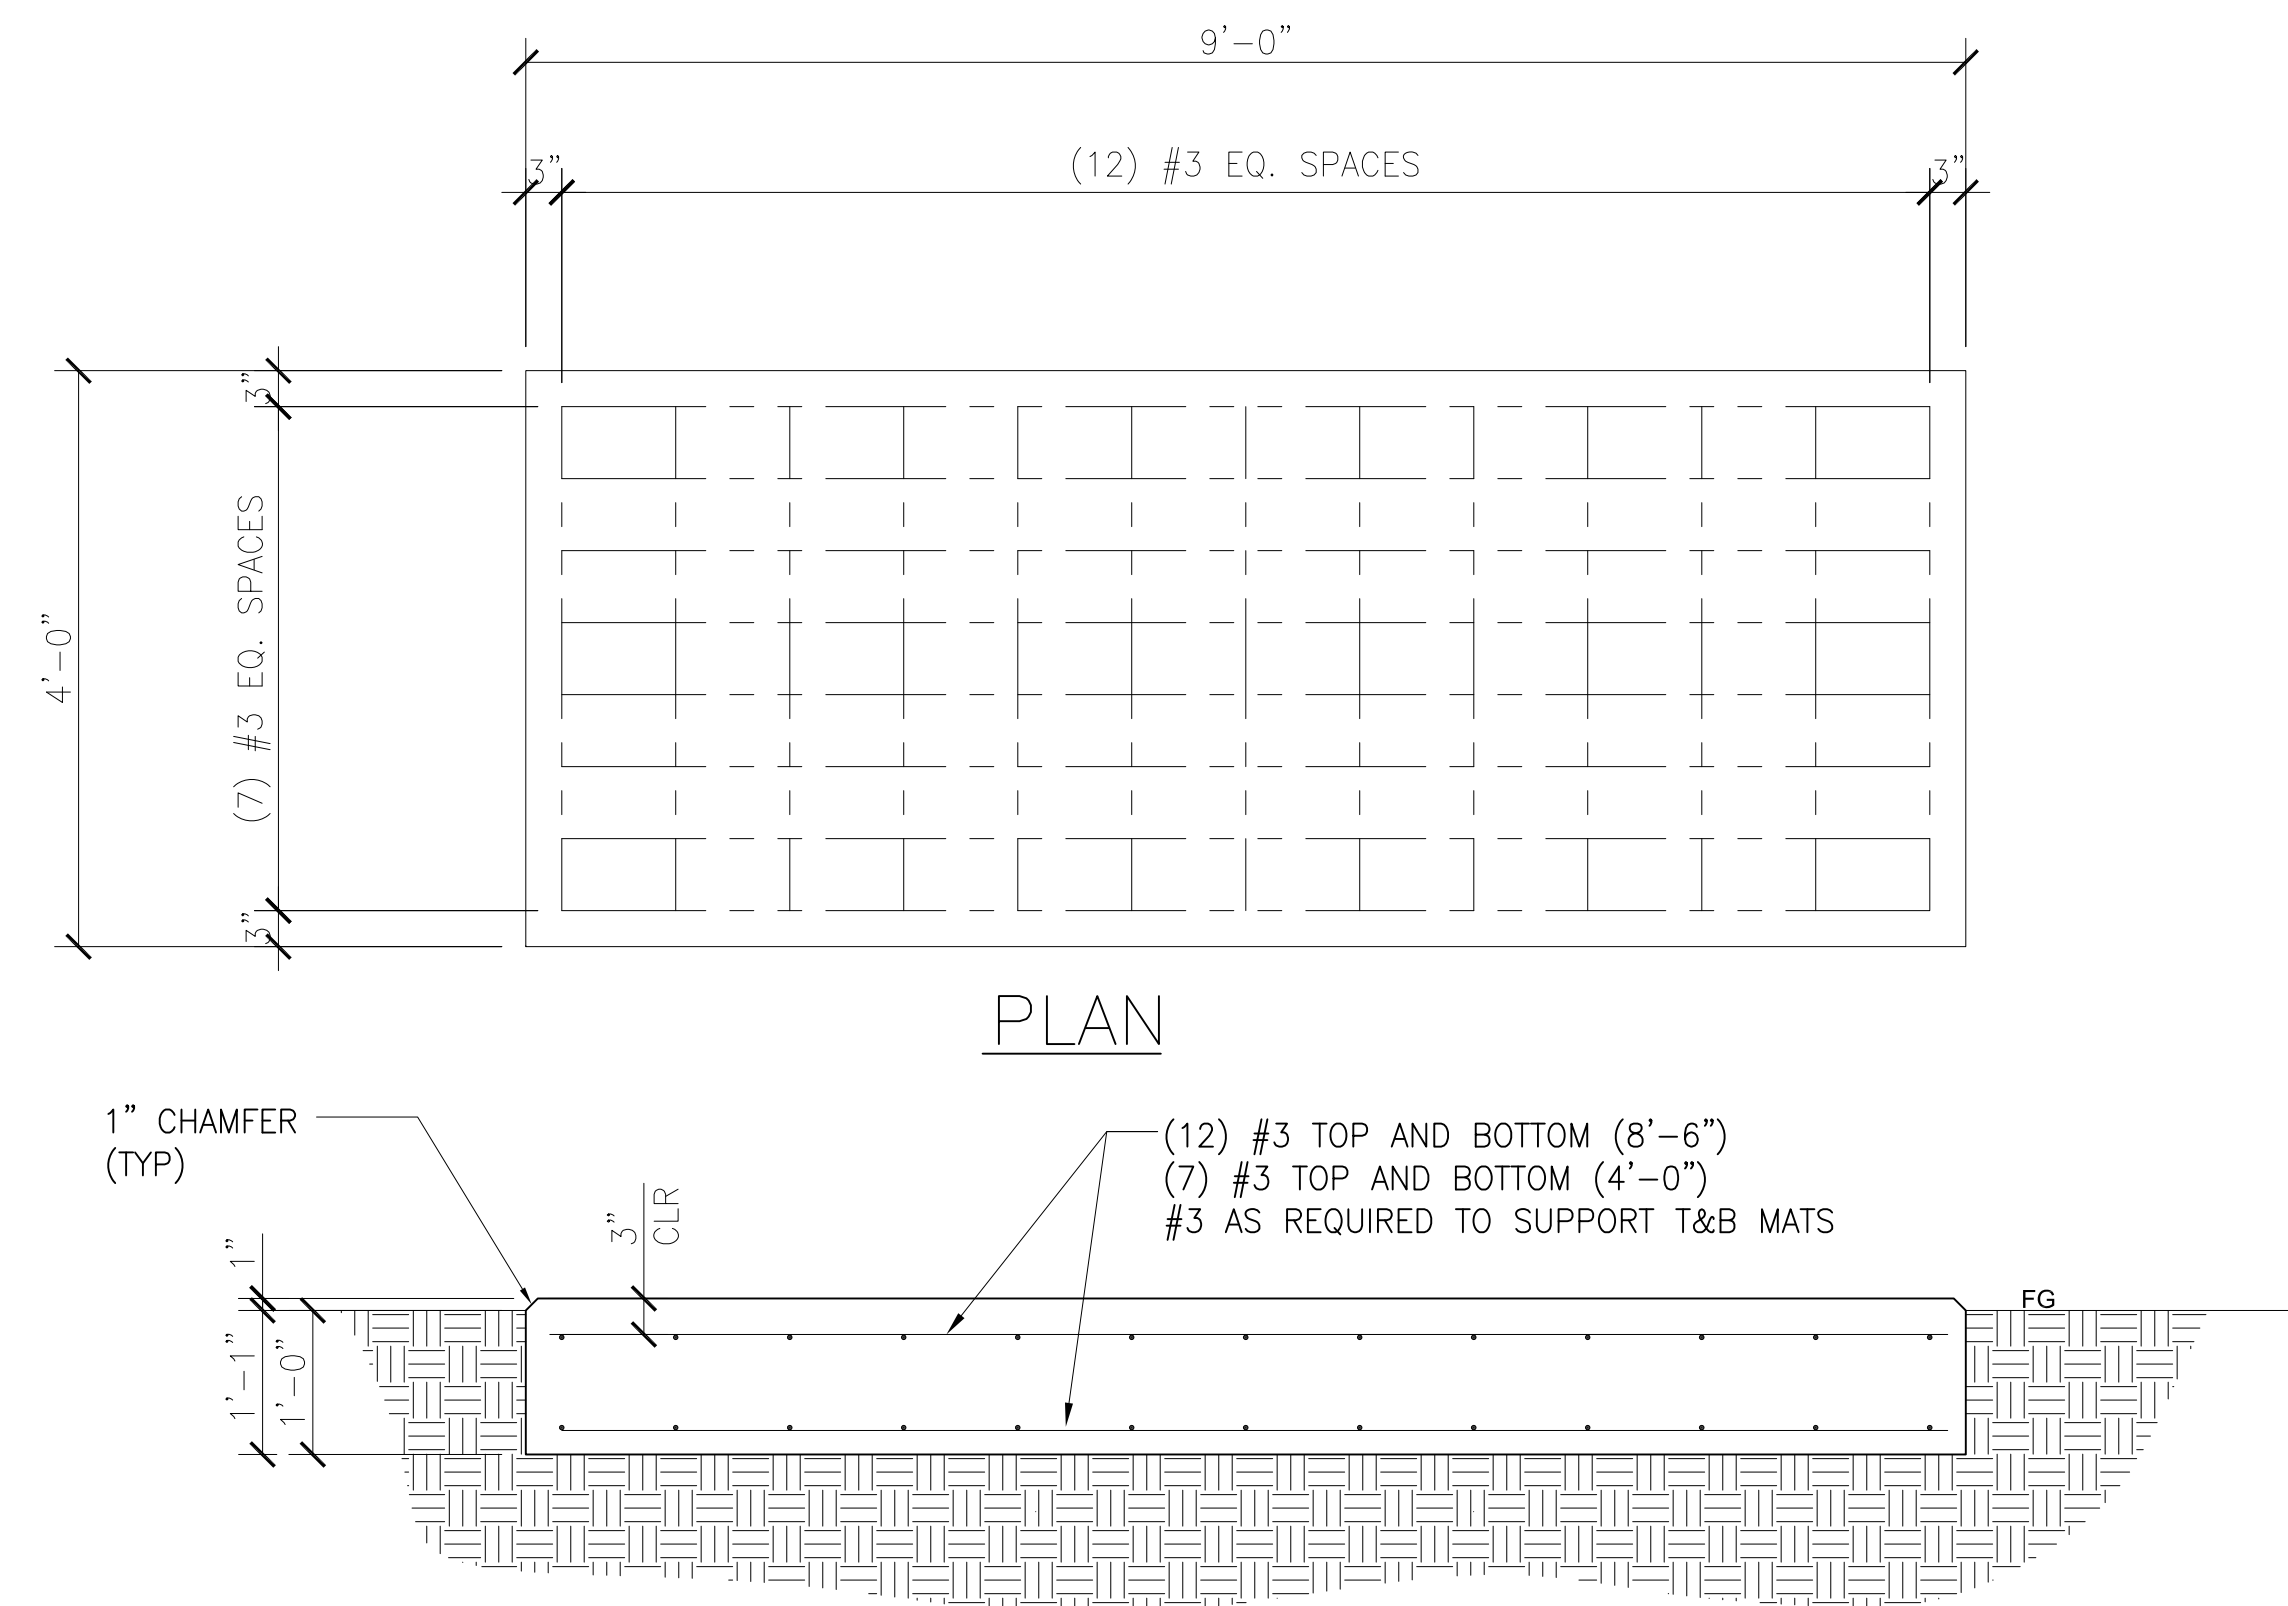 9'-0"
3"
(12) #3 EQ. SPACES
3"
3"
(7) #3 EQ. SPACES
4'-0"
3"
PLAN
1" CHAMFER
(TYP)
(12) #3 TOP AND BOTTOM (8'-6")
(7) #3 TOP AND BOTTOM (4'-0")
#3 AS REQUIRED TO SUPPORT T&B MATS
3"
CLR
1"
FG
1'-1"
1'-0"